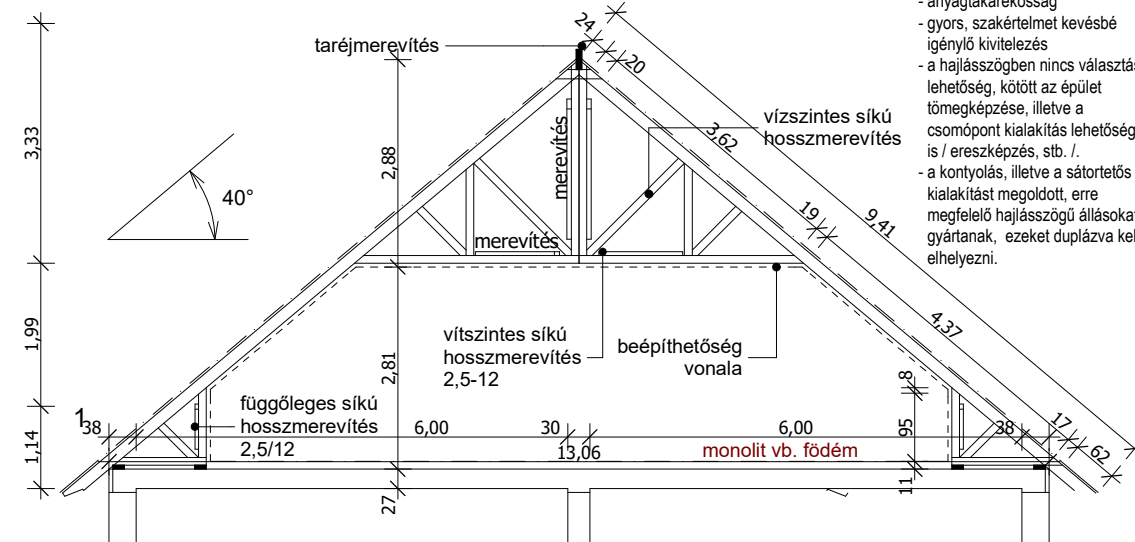 - anyagtakarékosság
- gyors, szakértelmet kevésbé
igénylő kivitelezés
- a hajlásszögben nincs választás
lehetőség, kötött az épület
tömegképzése, illetve a
csomópont kialakítás lehetőség
is / ereszképzés, stb. /.
- a kontyolás, illetve a sátortetős
kialakítást megoldott, erre
megfelelő hajlásszögű állásokat
gyártanak, ezeket duplázva kel
elhelyezni.
taréjmerevítés
24
20
3,62
19
9,41
4,37
17
62
vízszintes síkú
hosszmerevítés
merevítés
merevítés
3,33
1,99
1,14
2,88
2,81
27
40°
vítszintes síkú
hosszmerevítés
2,5-12
beépíthetőség
vonala
függőleges síkú
hosszmerevítés
2,5/12
1
38
6,00
30
6,00
38
13,06
monolit vb. födém
8
95
11